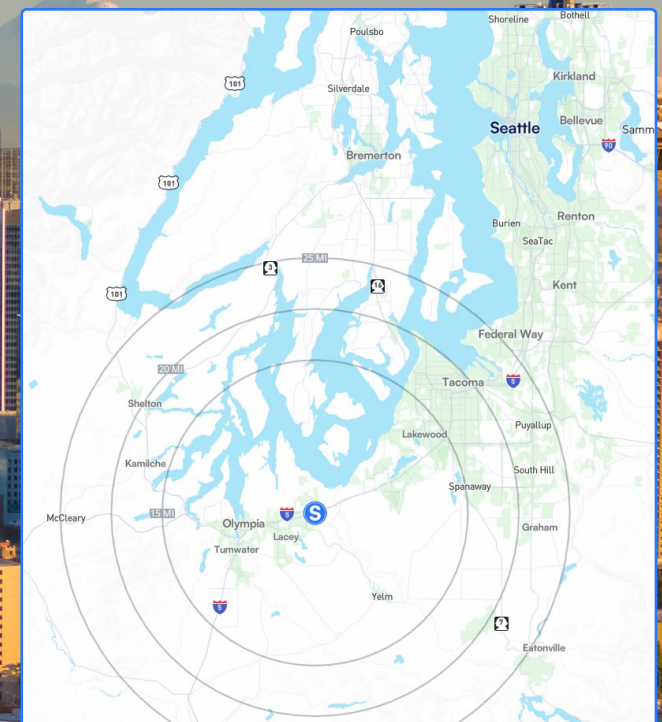 Shoreline
Bothell
Poulsbo
Kirkland
101
Silverdale
Bellevue
Seattle
Samm
90
Bremerton
101
Renton
Burien
SeaTac
25 MI
3
Kent
16
101
Federal Way
20 MI
Tacoma
5
Shelton
Puyallup
Lakewood
Kamilche
South Hill
Spanaway
15 MI
5
S
McCleary
Olympia
Graham
Lacey
Tumwater
Yelm
5
7
Eatonville